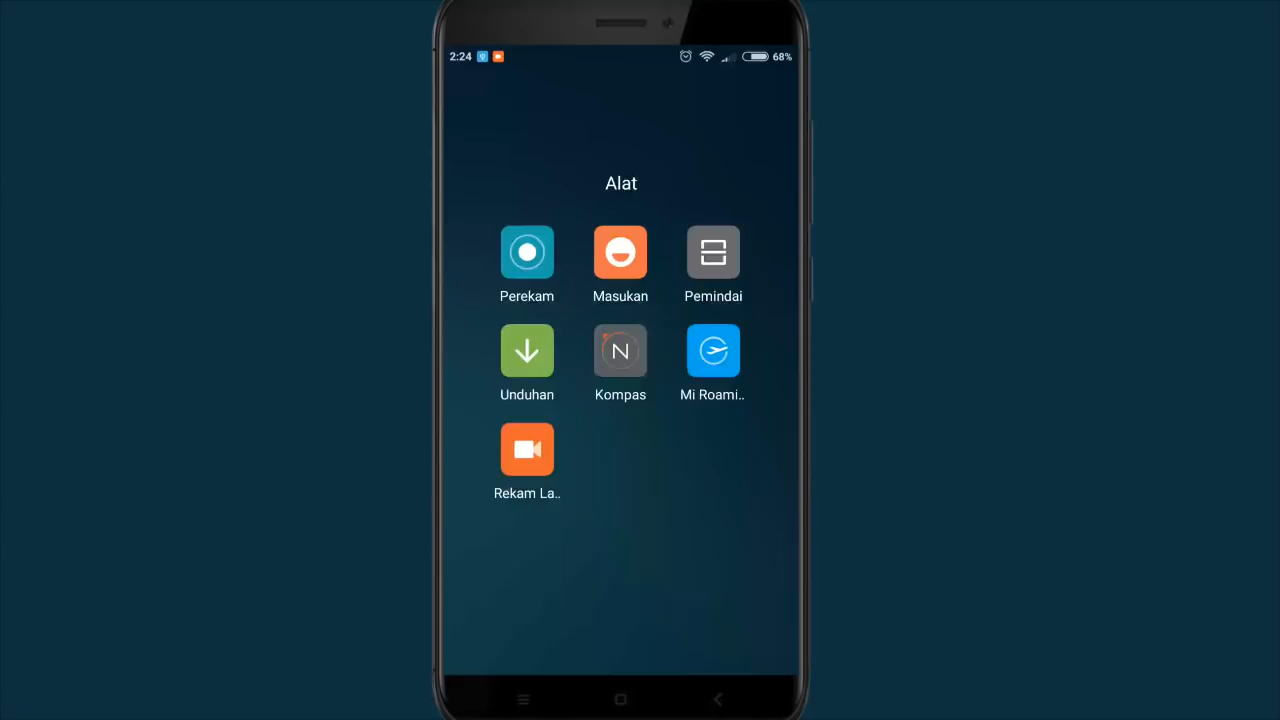 2:24
68%
Alat
Perekam
Masukan
Pemindai
Unduhan
N
Kompas
Mi Roami..
Rekam La..